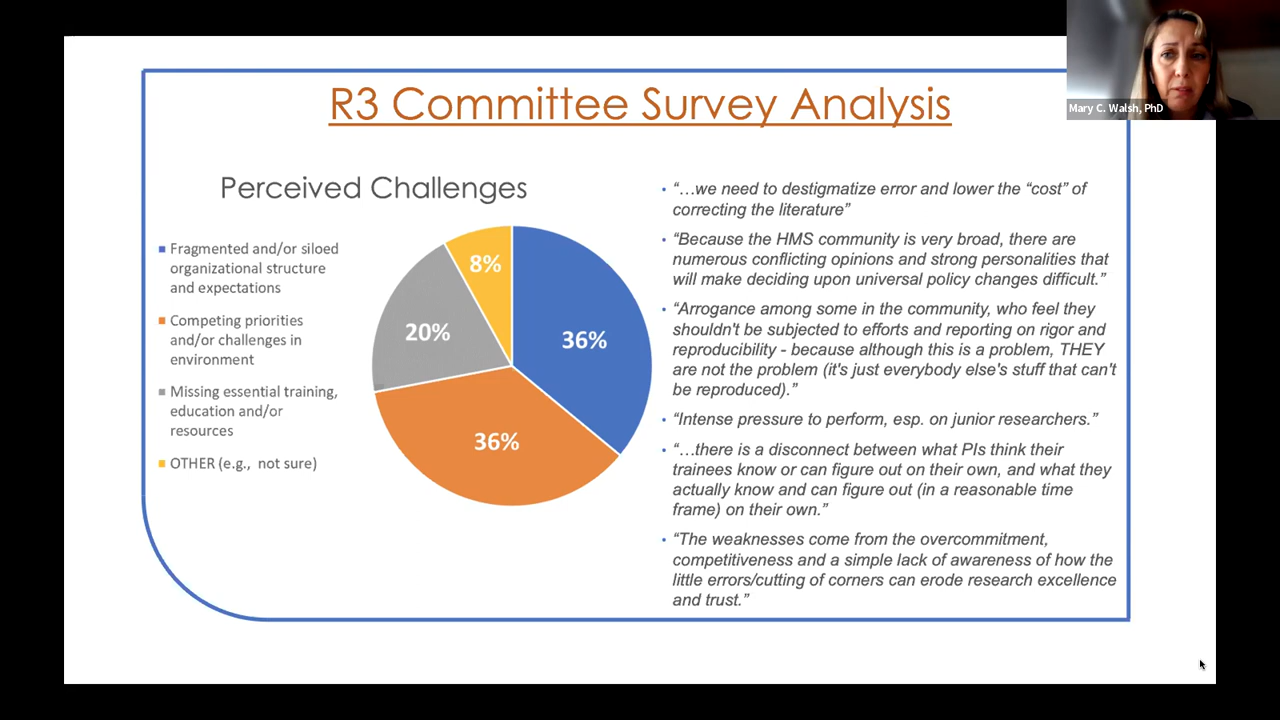 Mary C. Walsh, PhD
R3 Committee Survey Analysis
Perceived Challenges
Fragmented and/or siloed
organizational structure
and expectations
Competing priorities
and/or challenges in
environment
Missing essential training,
education and/or
resources
OTHER (e.g., not sure)
8%
20%
36%
36%
• “…we need to destigmatize error and lower the “cost” of
correcting the literature”
• “Because the HMS community is very broad, there are
numerous conflicting opinions and strong personalities that
will make deciding upon universal policy changes difficult.”
• “Arrogance among some in the community, who feel they
shouldn't be subjected to efforts and reporting on rigor and
reproducibility - because although this is a problem, THEY
are not the problem (it's just everybody else's stuff that can't
be reproduced).”
• “Intense pressure to perform, esp. on junior researchers.”
• “…there is a disconnect between what PIs think their
trainees know or can figure out on their own, and what they
actually know and can figure out (in a reasonable time
frame) on their own.”
• “The weaknesses come from the overcommitment,
competitiveness and a simple lack of awareness of how the
little errors/cutting of corners can erode research excellence
and trust.”